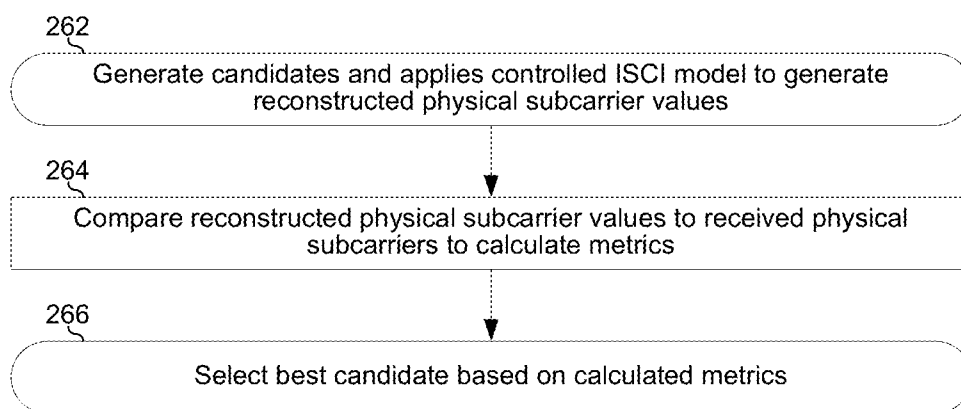 262
Generate candidates and applies controlled ISCI model to generate
reconstructed physical subcarrier values
264
Compare reconstructed physical subcarrier values to received physical
subcarriers to calculate metrics
266
Select best candidate based on calculated metrics